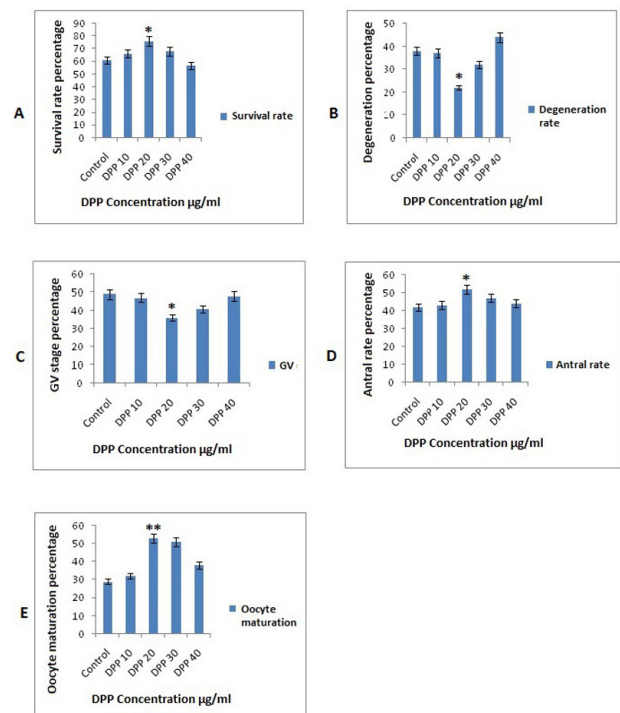 A
Survival rate percentage
90
80
70
60
50
40
30
20
10
0
*
Control
DPP 10
DPP 20
DPP 30
DPP 40
DPP Concentration µg/ml
Survival rate
B
Degeneration percentage
50
40
30
20
10
0
*
Control
DPP 10
DPP 20
DPP 30
DPP 40
DPP Concentration µg/ml
Degeneration
rate
C
GV stage percentage
60
50
40
30
20
10
0
*
Control
DPP 10
DPP 20
DPP 30
DPP 40
DPP Concentration µg/ml
GV
D
Antral rate percentage
60
50
40
30
20
10
0
*
Control
DPP 10
DPP 20
DPP 30
DPP 40
DPP Concentration µg/ml
Antral rate
E
Oocyte maturation percentage
60
50
40
30
20
10
0
**
Control
DPP 10
DPP 20
DPP 30
DPP 40
DPP Concentration µg/ml
Oocyte
maturation